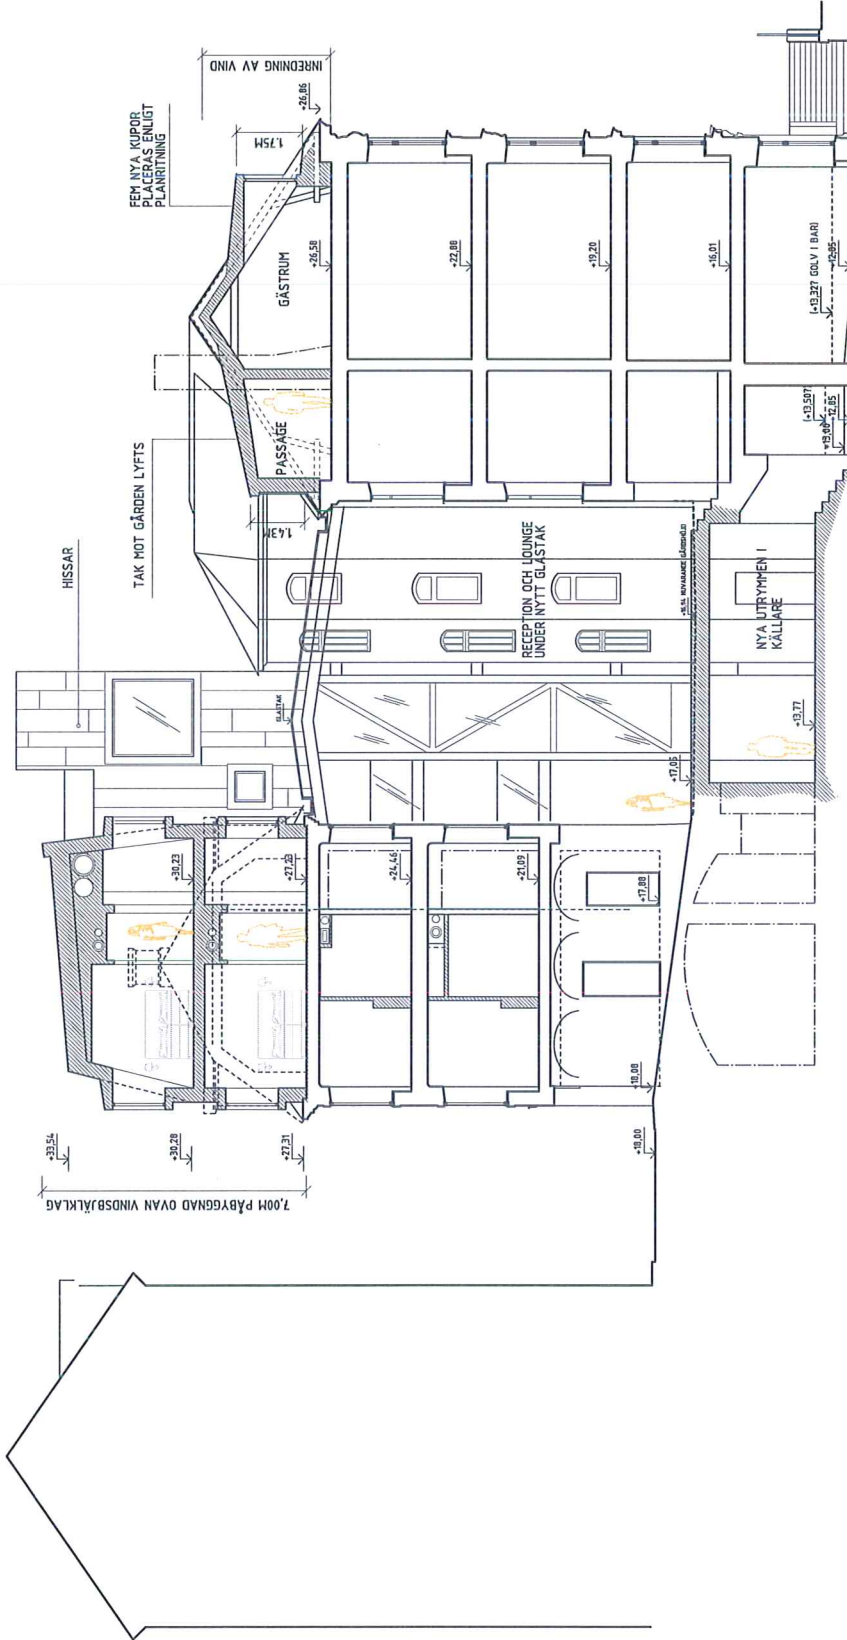 INREDNING AV VIND
+26,86
FEM NYA KUPOR
PLACERAS ENLIGT
PLANRITNING
1.75M
GÄSTRUM
+26,58
+22,88
+19,20
+16,01
(+13,327 GOLV I BAR)
+12,85
TAK MOT GÅRDEN LYFTS
PASSAGE
1.43M
(+13,507)
+13,00
+12,85
HISSAR
RECEPTION OCH LOUNGE
UNDER NYTT GLASTAK
NYA UTRYMMEN I
KÄLLARE
GLASTAK
+17,05
+13,77
+30,23
+27,23
+24,46
+21,09
+17,88
+18,08
+33,54
+30,28
+27,31
+18,00
7,00M PÅBYGGNAD OVAN VINDSBJÄLKLAG